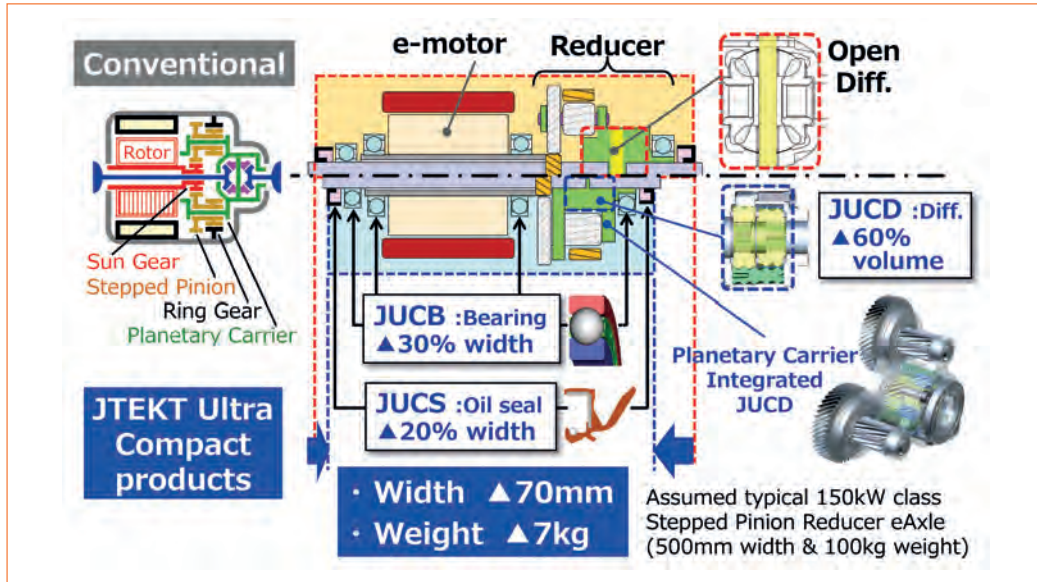 Conventional
e-motor
Reducer
Open
Diff.
Rotor
Sun Gear
Stepped Pinion
Ring Gear
Planetary Carrier
JUCD :Diff.
▲60%
volume
JUCB :Bearing
▲30% width
Planetary Carrier
Integrated
JUCD
JUCS :Oil seal
▲20% width
JTEKT Ultra
Compact
products
· Width ▲70mm
· Weight ▲7kg
Assumed typical 150kW class
Stepped Pinion Reducer eAxle
(500mm width & 100kg weight)